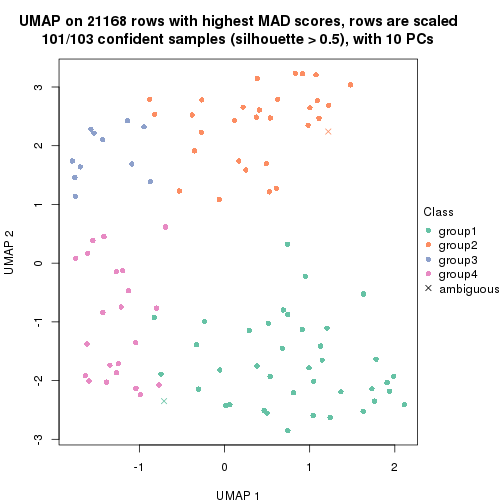 UMAP on 21168 rows with highest MAD scores, rows are scaled
101/103 confident samples (silhouette > 0.5), with 10 PCs
3
2
1
0
-1
-2
-3
UMAP 2
-1
0
1
2
UMAP 1
Class
group1
group2
group3
group4
ambiguous